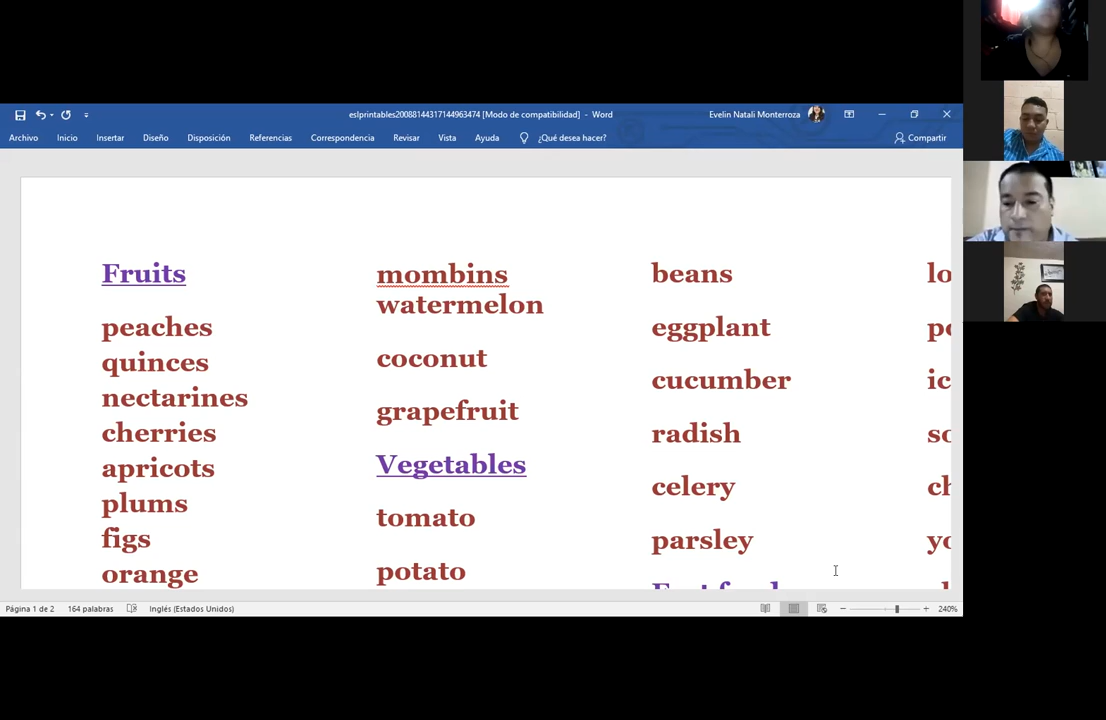 eslprintables20088144317144963474 [Modo de compatibilidad] - Word
Evelin Natali Monterroza
Archivo Inicio Insertar Diseño Disposición Referencias Correspondencia Revisar Vista Ayuda ¿Qué desea hacer? Compartir
Fruits
peaches
quinces
nectarines
cherries
apricots
plums
figs
orange
mombins
watermelon
coconut
grapefruit
Vegetables
tomato
potato
beans
eggplant
cucumber
radish
celery
parsley
Página 1 de 2 164 palabras Inglés (Estados Unidos) 240%